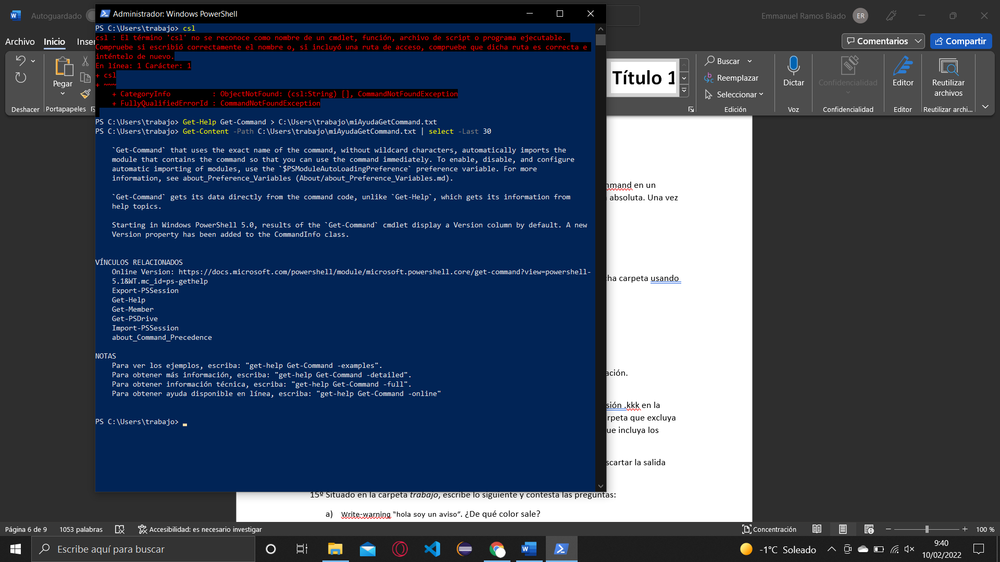 Autoguardado
Administrador: Windows PowerShell
Emmanuel Ramos Biado
ER
Archivo
Inicio
Inser
Comentarios
Compartir
Pegar
Deshacer
Portapapeles
Título 1
Buscar
Reemplazar
Seleccionar
Edición
Dictar
Voz
Confidencialidad
Confidencialidad
Editor
Editor
Reutilizar
archivos
Reutilizar archi...
PS C:\Users\trabajo> csl
csl : El término 'csl' no se reconoce como nombre de un cmdlet, función, archivo de script o programa ejecutable.
Compruebe si escribió correctamente el nombre o, si incluyó una ruta de acceso, compruebe que dicha ruta es correcta e
inténtelo de nuevo.
En línea: 1 Carácter: 1
+ csl
+ ~~~
+ CategoryInfo          : ObjectNotFound: (csl:String) [], CommandNotFoundException
+ FullyQualifiedErrorId : CommandNotFoundException
PS C:\Users\trabajo> Get-Help Get-Command > C:\Users\trabajo\miAyudaGetCommand.txt
PS C:\Users\trabajo> Get-Content -Path C:\Users\trabajo\miAyudaGetCommand.txt | select -Last 30
`Get-Command` that uses the exact name of the command, without wildcard characters, automatically imports the
module that contains the command so that you can use the command immediately. To enable, disable, and configure
automatic importing of modules, use the `$PSModuleAutoLoadingPreference` preference variable. For more
information, see about_Preference_Variables (About/about_Preference_Variables.md).
`Get-Command` gets its data directly from the command code, unlike `Get-Help`, which gets its information from
help topics.
Starting in Windows PowerShell 5.0, results of the `Get-Command` cmdlet display a Version column by default. A new
Version property has been added to the CommandInfo class.
VÍNCULOS RELACIONADOS
Online Version: https://docs.microsoft.com/powershell/module/microsoft.powershell.core/get-command?view=powershell-
5.1&WT.mc_id=ps-gethelp
Export-PSSession
Get-Help
Get-Member
Get-PSDrive
Import-PSSession
about_Command_Precedence
NOTAS
Para ver los ejemplos, escriba: "get-help Get-Command -examples".
Para obtener más información, escriba: "get-help Get-Command -detailed".
Para obtener información técnica, escriba: "get-help Get-Command -full".
Para obtener ayuda disponible en línea, escriba: "get-help Get-Command -online"
PS C:\Users\trabajo>
mmand en un
absoluta. Una vez
cha carpeta usando
ación.
sión .kkk en la
rpeta que excluya
ue incluya los
scartar la salida
15º Situado en la carpeta trabajo, escribe lo siguiente y contesta las preguntas:
a) Write-warning “hola soy un aviso”. ¿De qué color sale?
Página 6 de 9
1053 palabras
Accesibilidad: es necesario investigar
Concentración
100 %
Escribe aquí para buscar
-1°C Soleado
9:40
10/02/2022